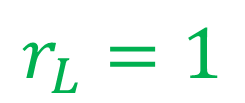 r_L = 1